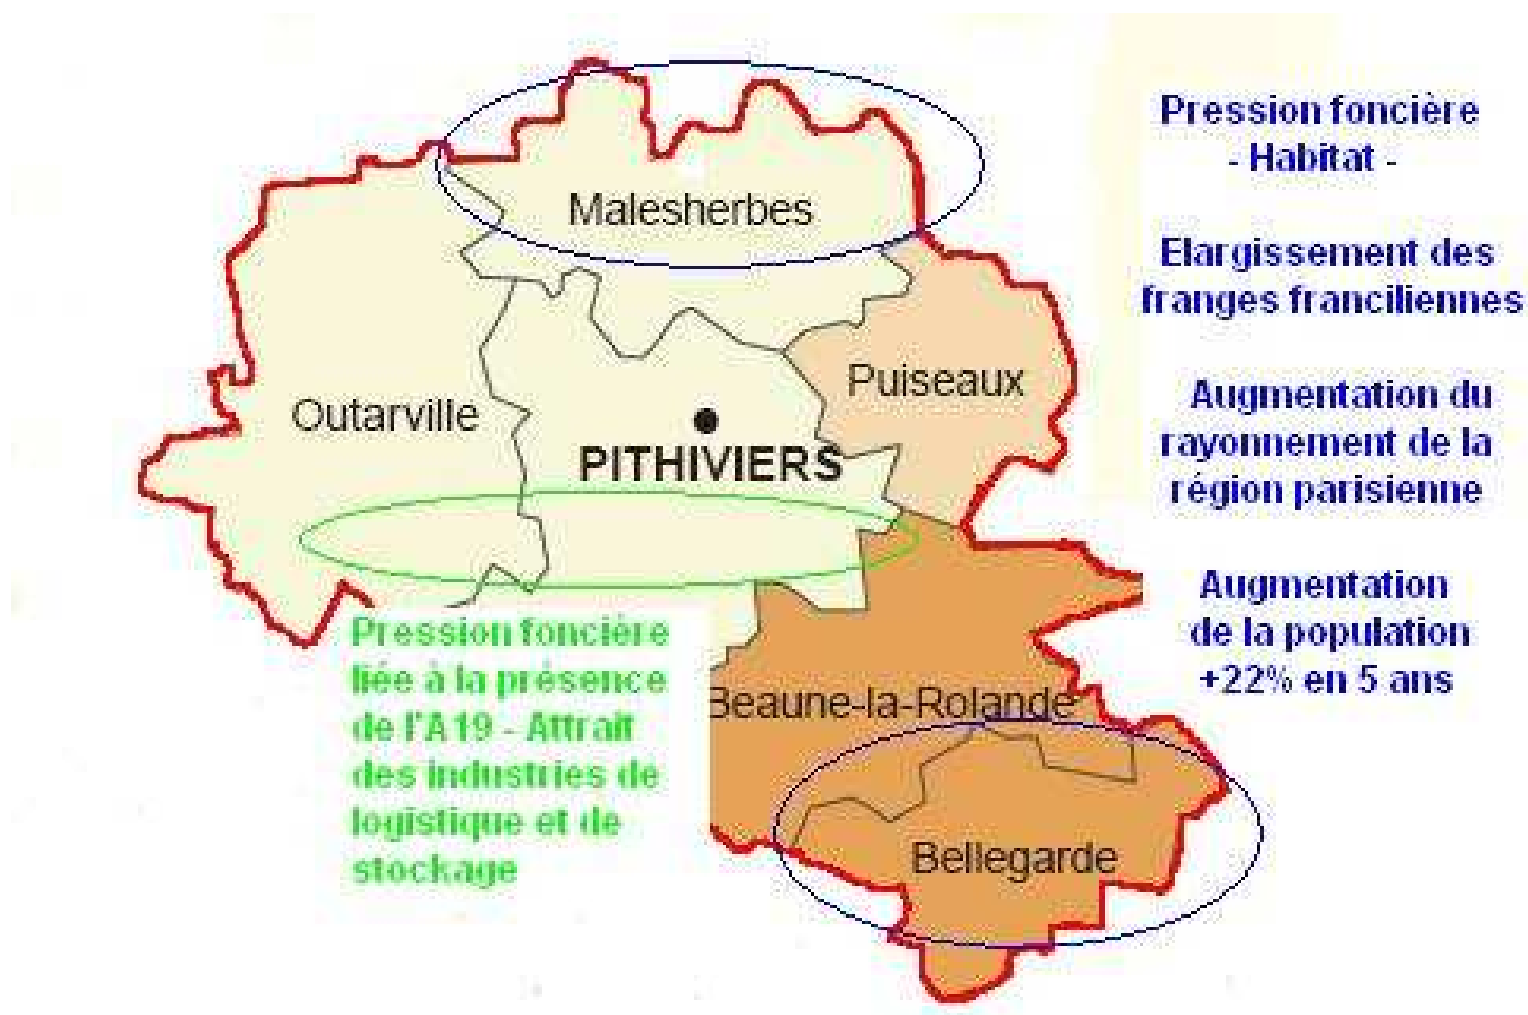 Pression foncière
- Habitat -
Malesherbes
Elargissement des
franges franciliennes
Puiseaux
Augmentation du
rayonnement de la
région parisienne
Outarville
PITHIVIERS
Augmentation
de la population
+22% en 5 ans
Pression foncière
liée à la présence
de l'A19 - Attrait
des industries de
logistique et de
stockage
Beaune-la-Rolande
Bellegarde